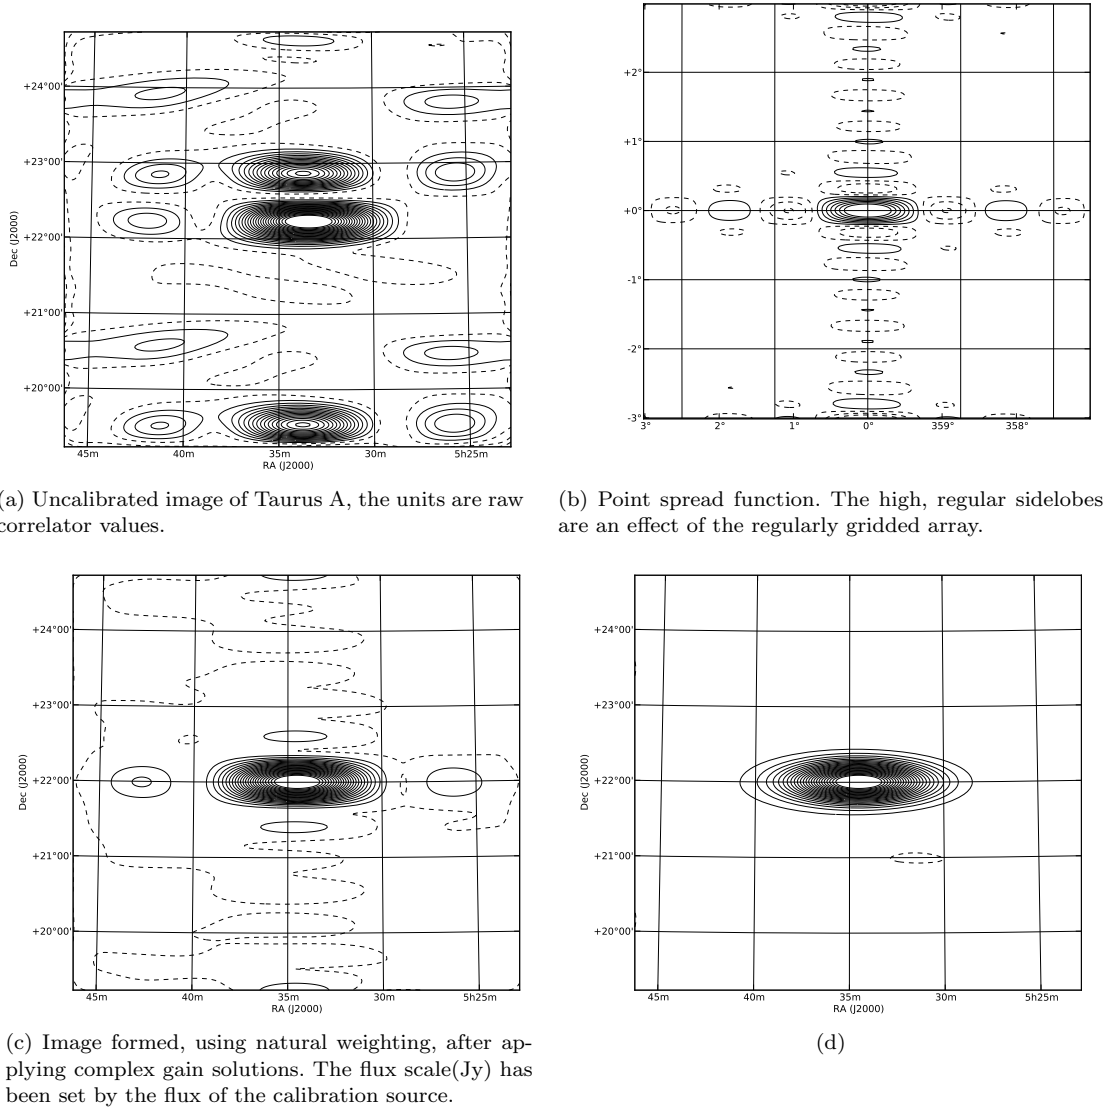 +24°00'
+23°00'
+22°00'
+21°00'
+20°00'
Dec (J2000)
45m 40m 35m 30m 5h25m
RA (J2000)
+2°
+1°
+0°
-1°
-2°
-3°
3° 2° 1° 0° 359° 358°
(a) Uncalibrated image of Taurus A, the units are raw
correlator values.
(b) Point spread function. The high, regular sidelobes
are an effect of the regularly gridded array.
+24°00'
+23°00'
+22°00'
+21°00'
+20°00'
Dec (J2000)
45m 40m 35m 30m 5h25m
RA (J2000)
+24°00'
+23°00'
+22°00'
+21°00'
+20°00'
Dec (J2000)
45m 40m 35m 30m 5h25m
RA (J2000)
(c) Image formed, using natural weighting, after ap-
plying complex gain solutions. The flux scale(Jy) has
been set by the flux of the calibration source.
(d)